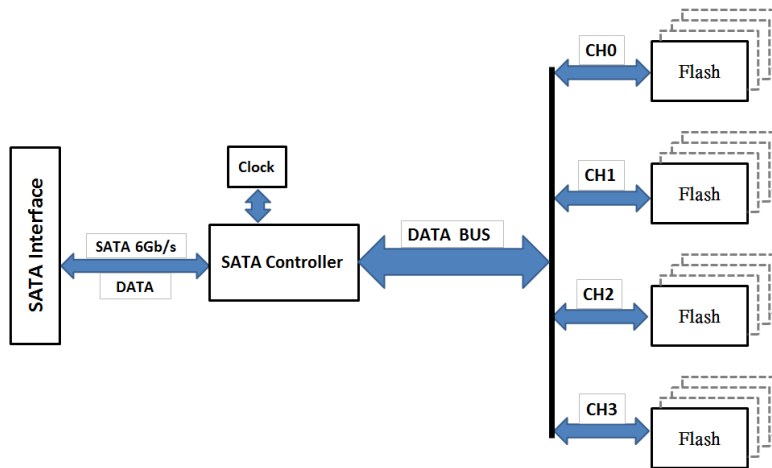 SATA Interface
SATA 6Gb/s
DATA
Clock
SATA Controller
DATA BUS
CH0
Flash
CH1
Flash
CH2
Flash
CH3
Flash